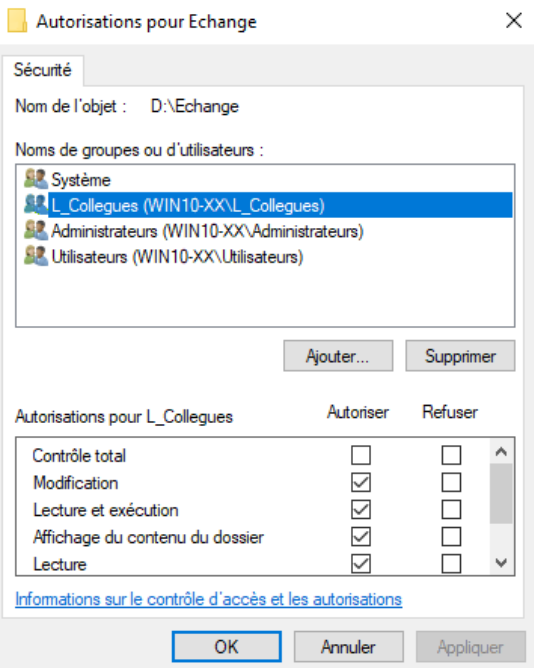 Autorisations pour Echange
Sécurité
Nom de l'objet : D:\Echange
Noms de groupes ou d'utilisateurs :
Système
L_Collegues (WIN10-XX\L_Collegues)
Administrateurs (WIN10-XX\Administrateurs)
Utilisateurs (WIN10-XX\Utilisateurs)
Ajouter... Supprimer
Autorisations pour L_Collegues Autoriser Refuser
Contrôle total
Modification
Lecture et exécution
Affichage du contenu du dossier
Lecture
Informations sur le contrôle d'accès et les autorisations
OK Annuler Appliquer